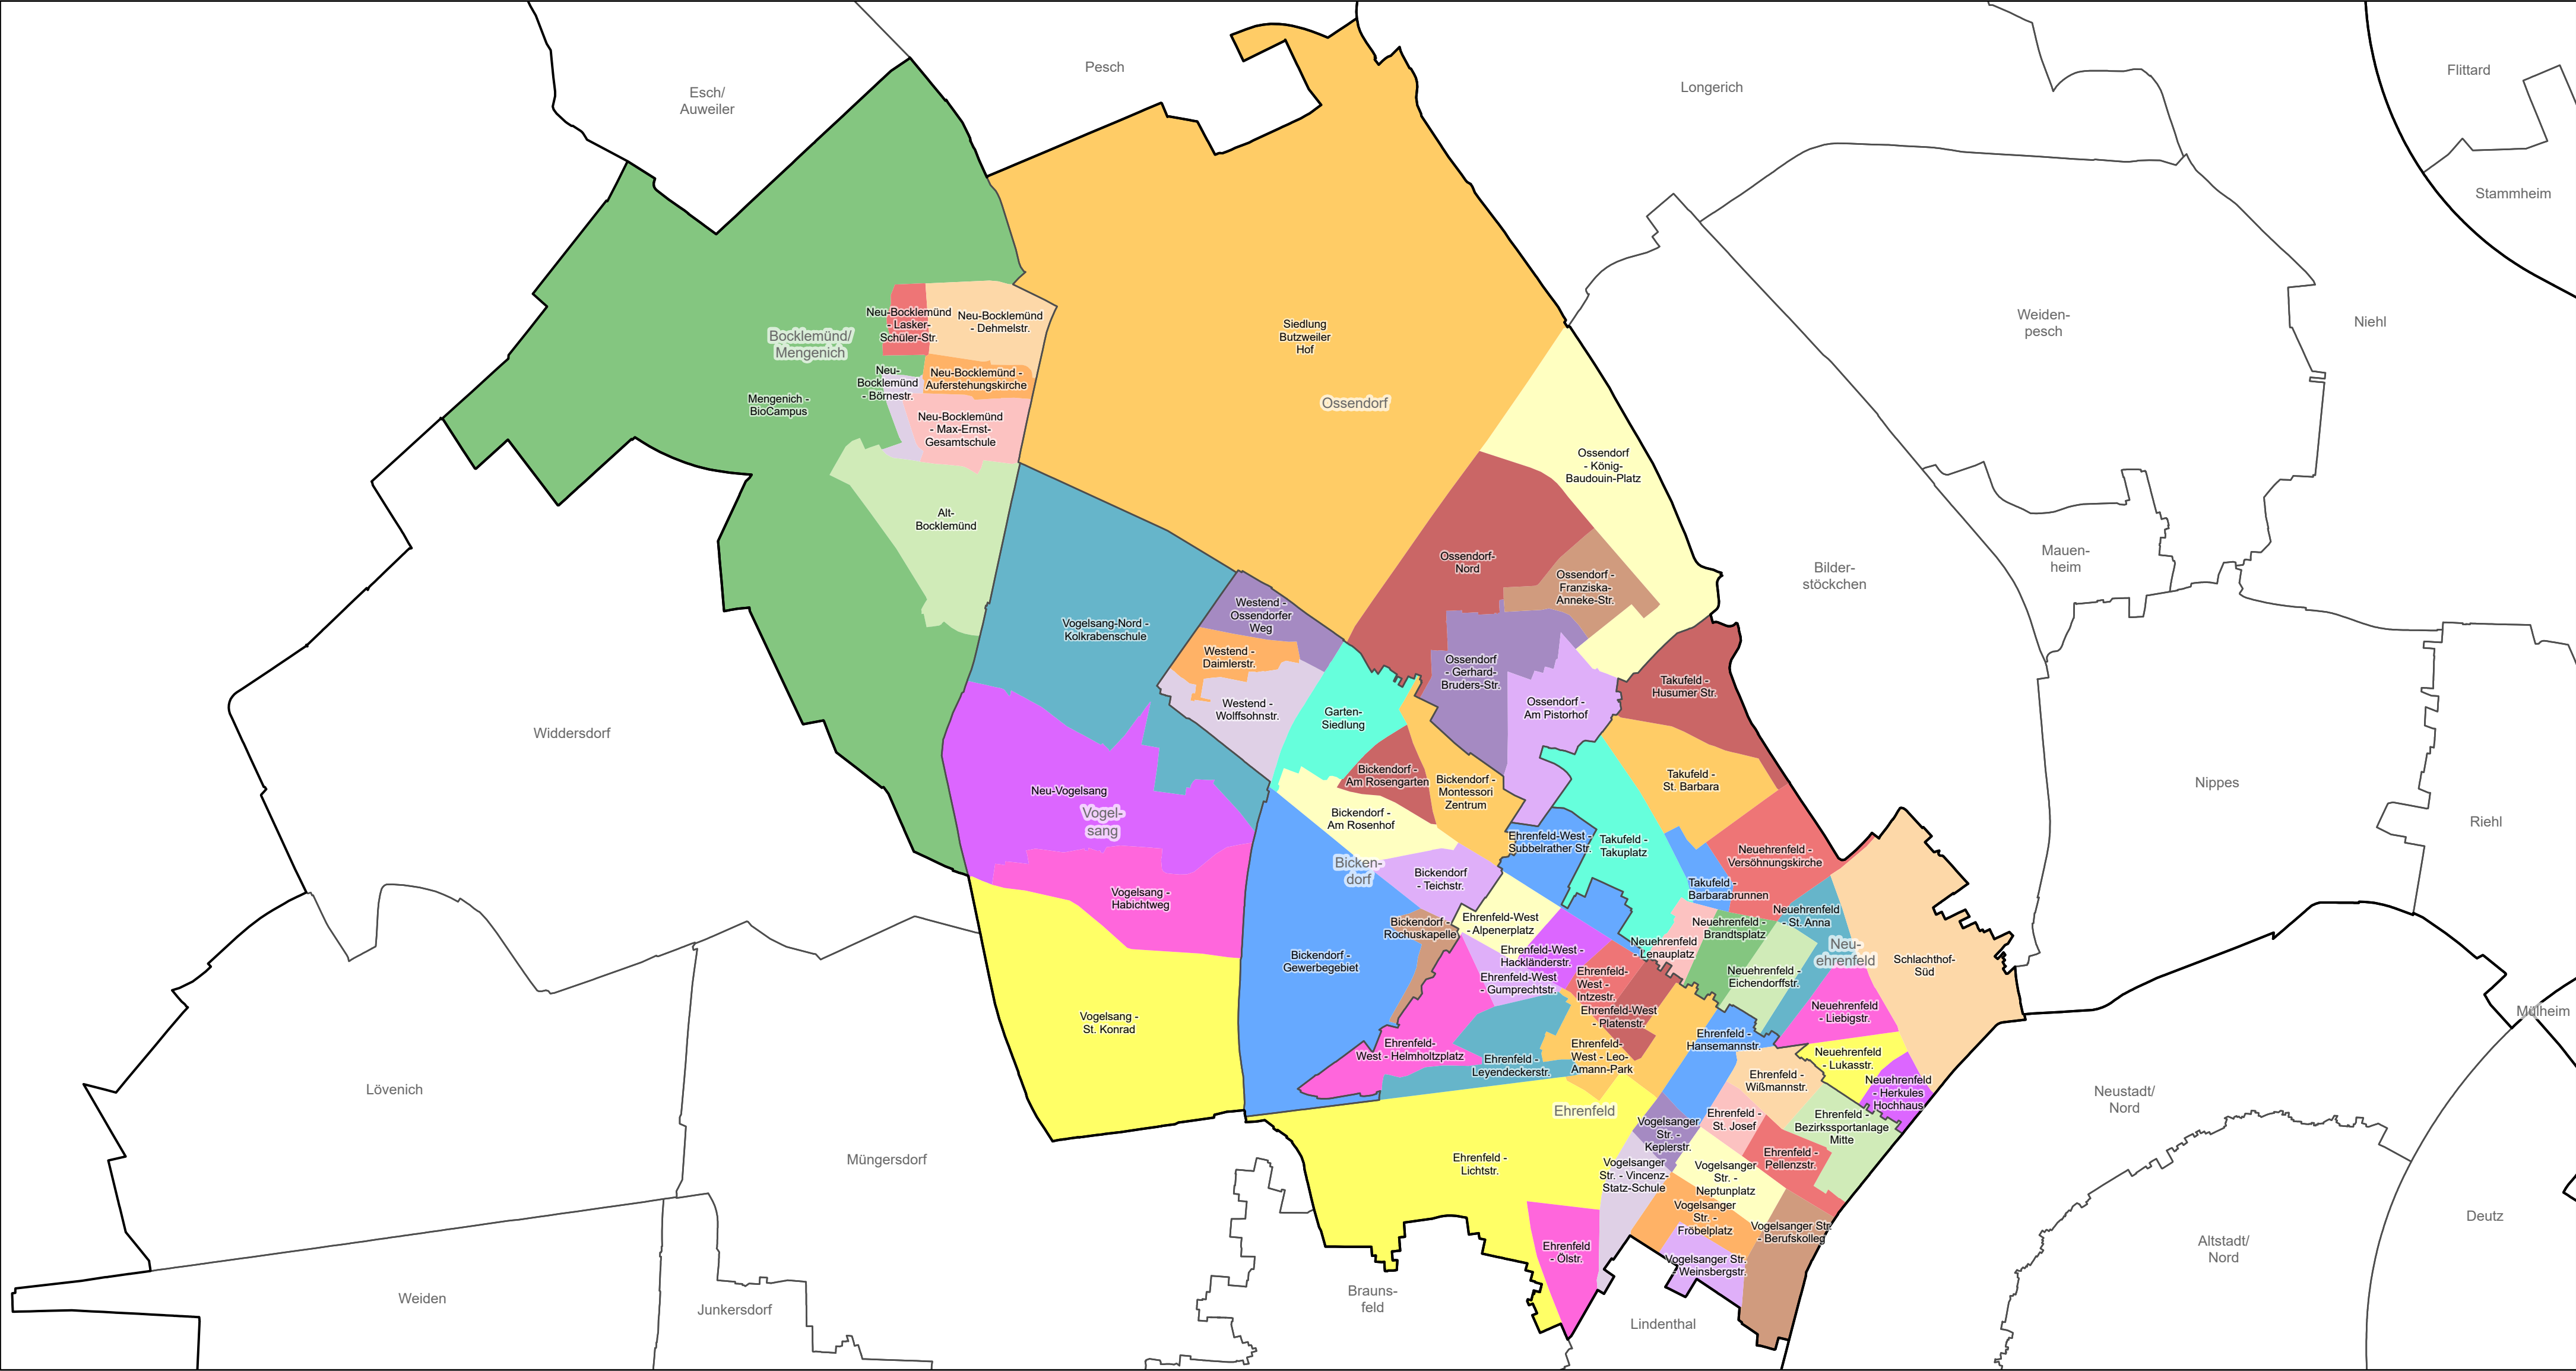 Esch/
Auweiler
Pesch
Longerich
Flittard
Stammheim
Niehl
Weiden-
pesch
Mauen-
heim
Bilder-
stöckchen
Nippes
Riehl
Mülheim
Deutz
Neustadt/
Nord
Altstadt/
Nord
Widdersdorf
Lövenich
Weiden
Junkersdorf
Müngersdorf
Brauns-
feld
Lindenthal
Bocklemünd/
Mengenich
Mengenich -
BioCampus
Neu-Bocklemünd
- Lasker-
Schüler-Str.
Neu-Bocklemünd
- Dehmelstr.
Neu-
Bocklemünd
- Börnestr.
Neu-Bocklemünd -
Auferstehungskirche
Neu-Bocklemünd
- Max-Ernst-
Gesamtschule
Alt-
Bocklemünd
Siedlung
Butzweiler
Hof
Ossendorf
Ossendorf
- König-
Baudouin-Platz
Ossendorf-
Nord
Ossendorf -
Franziska-
Anneke-Str.
Ossendorf
- Gerhard-
Bruders-Str.
Ossendorf -
Am Pistorhof
Vogelsang-Nord -
Kolkrabenschule
Westend -
Ossendorfer
Weg
Westend -
Daimlerstr.
Westend -
Wolffsohnstr.
Garten-
Siedlung
Neu-Vogelsang
Vogel-
sang
Vogelsang -
Habichtweg
Vogelsang -
St. Konrad
Bickendorf -
Am Rosengarten
Bickendorf -
Montessori
Zentrum
Bickendorf -
Am Rosenhof
Bicken-
dorf
Bickendorf
- Teichstr.
Bickendorf -
Rochuskapelle
Bickendorf -
Gewerbegebiet
Takufeld -
Husumer Str.
Takufeld -
St. Barbara
Takufeld -
Takuplatz
Takufeld -
Barbarabrunnen
Neuehrenfeld -
Versöhnungskirche
Neuehrenfeld
- St. Anna
Neuehrenfeld -
Brandtsplatz
Neuehrenfeld
- Lenauplatz
Neuehrenfeld -
Eichendorffstr.
Neu-
ehrenfeld
Schlachthof-
Süd
Neuehrenfeld
- Liebigstr.
Neuehrenfeld
- Lukasstr.
Neuehrenfeld
- Herkules
Hochhaus
Ehrenfeld-West -
Subbelrather Str.
Ehrenfeld-West
- Alpenerplatz
Ehrenfeld-West -
Hackländerstr.
Ehrenfeld-West
- Gumprechtstr.
Ehrenfeld-
West -
Intzestr.
Ehrenfeld-West
- Platenstr.
Ehrenfeld-
West - Helmholtzplatz
Ehrenfeld -
Leyendeckerstr.
Ehrenfeld-
West - Leo-
Amann-Park
Ehrenfeld -
Hansemannstr.
Ehrenfeld -
Wißmannstr.
Ehrenfeld
Ehrenfeld -
St. Josef
Ehrenfeld -
Bezirkssportanlage
Mitte
Ehrenfeld -
Pellenzstr.
Ehrenfeld -
Lichtstr.
Ehrenfeld
- Ölstr.
Vogelsanger
Str. -
Keplerstr.
Vogelsanger
Str. - Vincenz-
Statz-Schule
Vogelsanger
Str. -
Neptunplatz
Vogelsanger
Str. -
Fröbelplatz
Vogelsanger Str.
- Berufskolleg
Vogelsanger Str.
- Weinsbergstr.